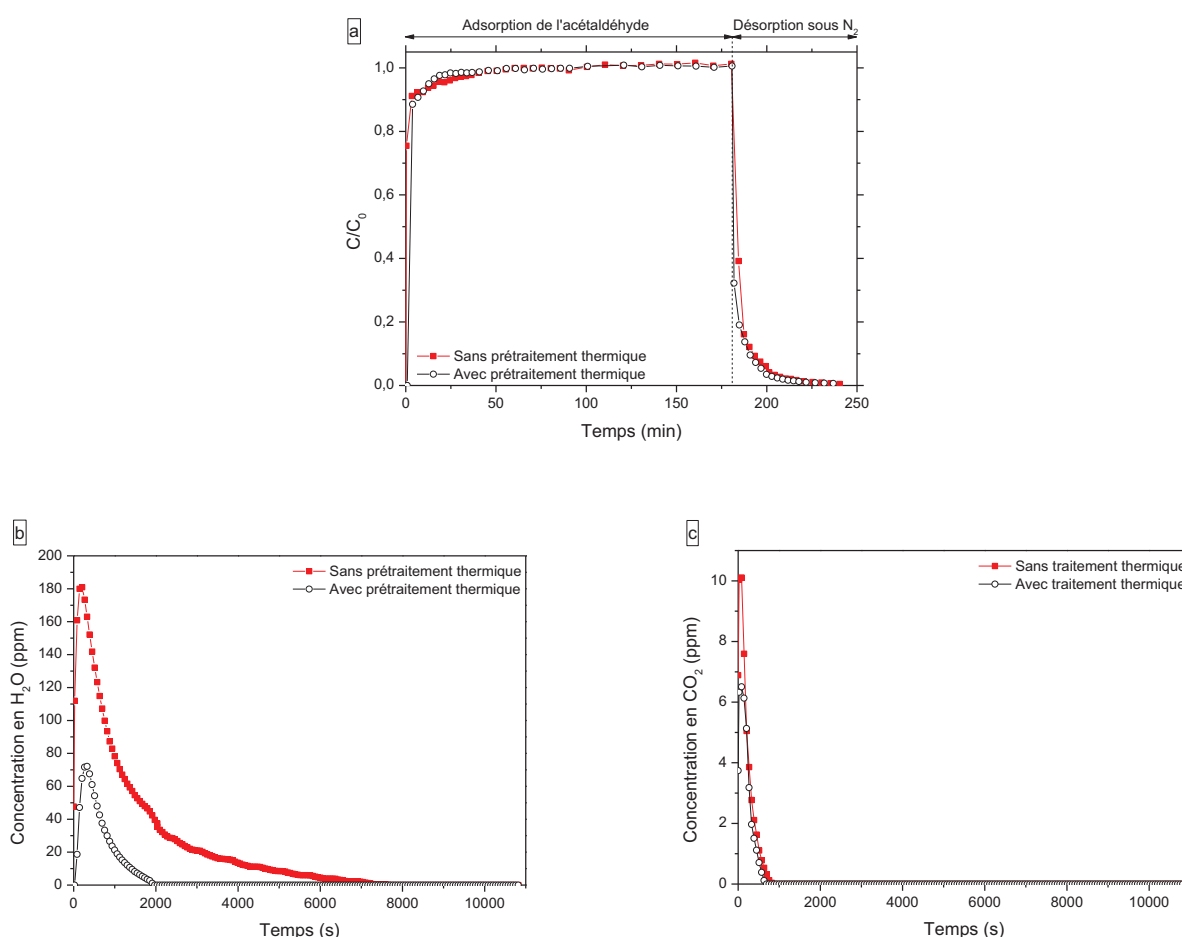 a
Adsorption de l'acétaldéhyde
Désorption sous N2
1,0
0,8
0,6
0,4
0,2
0,0
C/C0
Sans prétraitement thermique
Avec prétraitement thermique
0 50 100 150 200 250
Temps (min)
b
200
180
160
140
120
100
80
60
40
20
0
Concentration en H2O (ppm)
Sans prétraitement thermique
Avec prétraitement thermique
0 2000 4000 6000 8000 10000
Temps (s)
c
10
8
6
4
2
0
Concentration en CO2 (ppm)
Sans traitement thermique
Avec traitement thermique
0 2000 4000 6000 8000 10000
Temps (s)